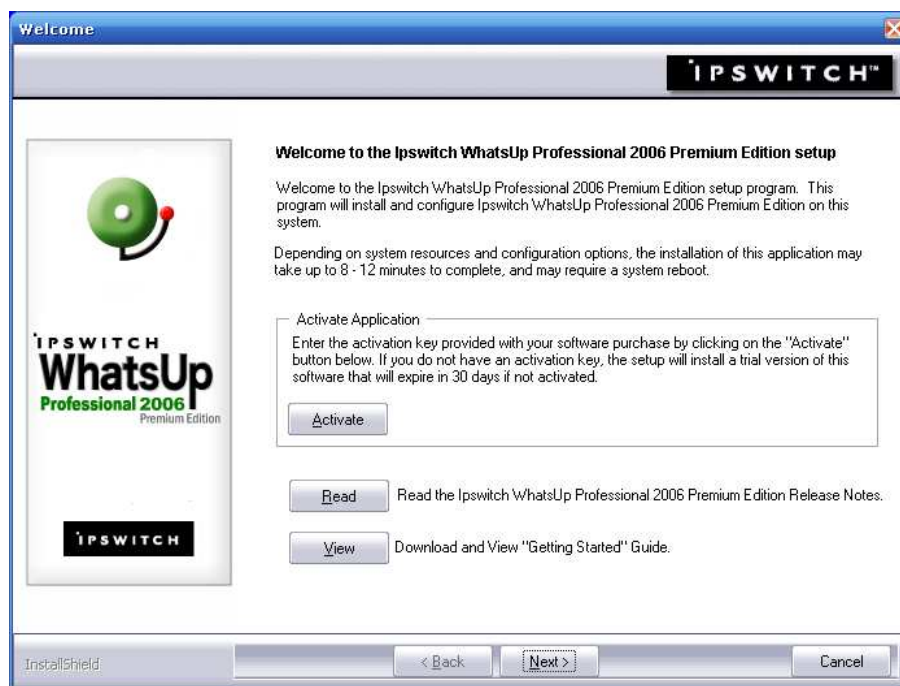 Welcome
IPSWITCH™
Welcome to the Ipswitch WhatsUp Professional 2006 Premium Edition setup
Welcome to the Ipswitch WhatsUp Professional 2006 Premium Edition setup program. This
program will install and configure Ipswitch WhatsUp Professional 2006 Premium Edition on this
system.
Depending on system resources and configuration options, the installation of this application may
take up to 8 - 12 minutes to complete, and may require a system reboot.
Activate Application
Enter the activation key provided with your software purchase by clicking on the "Activate"
button below. If you do not have an activation key, the setup will install a trial version of this
software that will expire in 30 days if not activated.
Activate
IPSWITCH
WhatsUp
Professional 2006
Premium Edition
IPSWITCH
Read
Read the Ipswitch WhatsUp Professional 2006 Premium Edition Release Notes.
View
Download and View "Getting Started" Guide.
InstallShield
< Back
Next >
Cancel